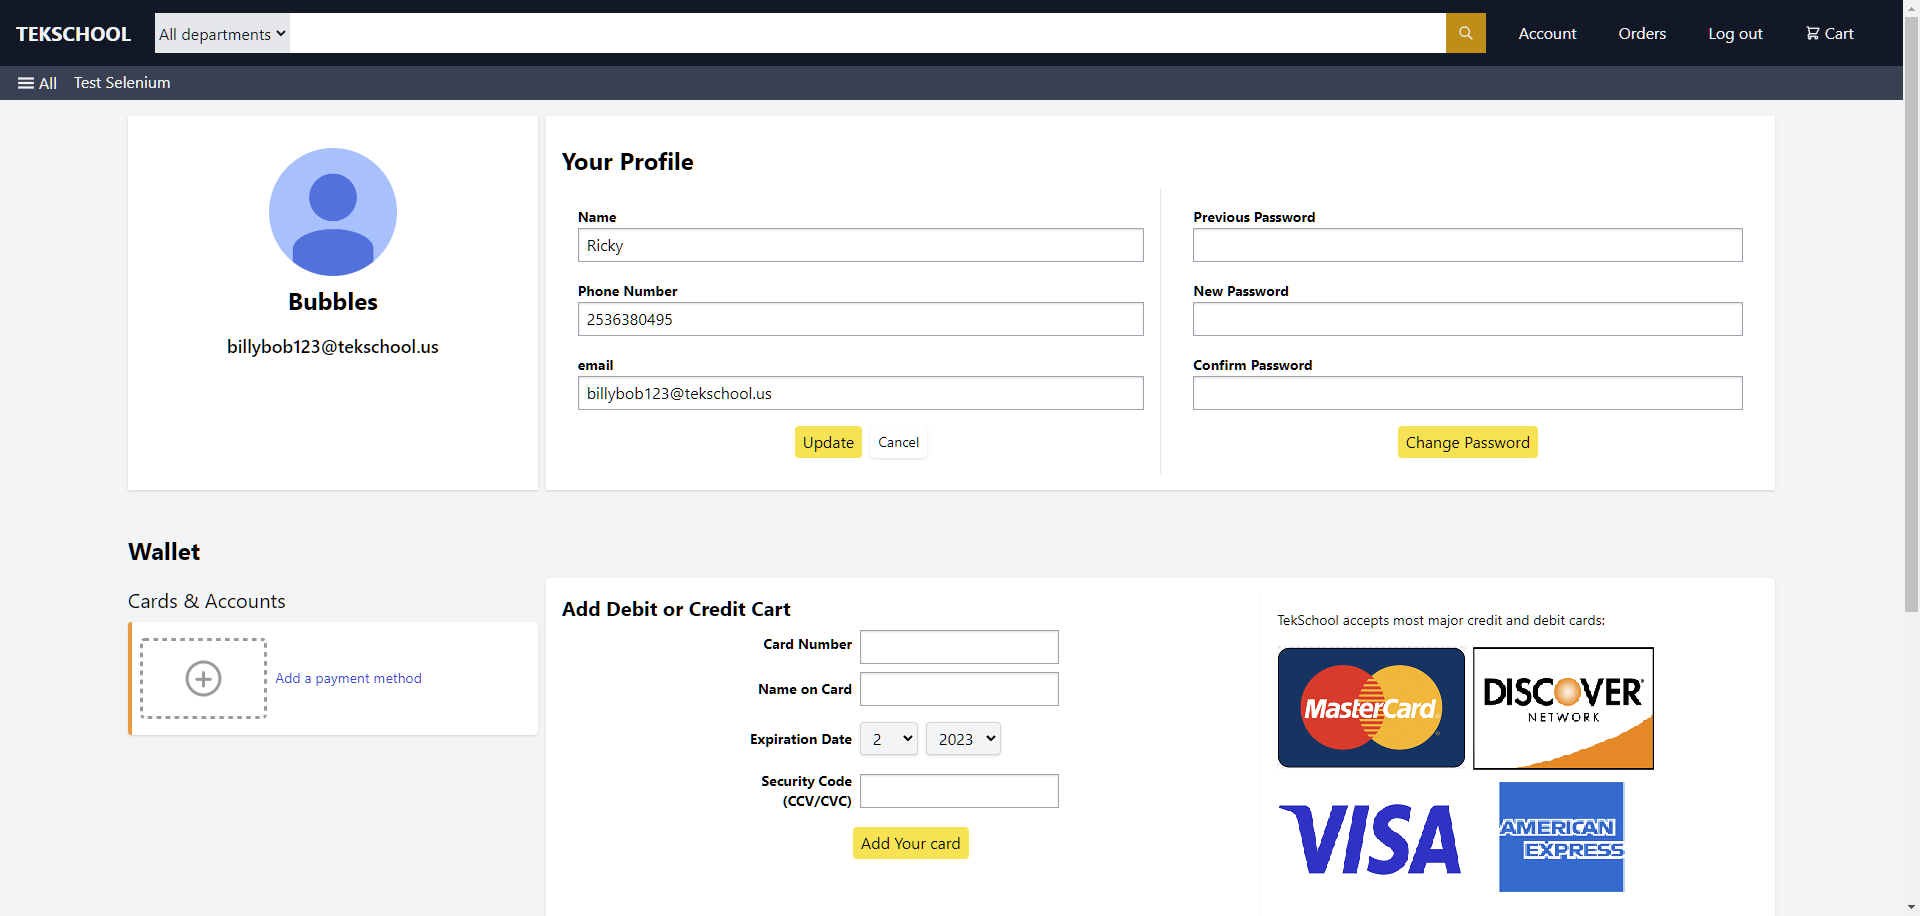 TEKSCHOOL
All departments
Account
Orders
Log out
Cart
All
Test Selenium
Bubbles
billybob123@tekschool.us
Your Profile
Name
Ricky
Phone Number
2536380495
email
billybob123@tekschool.us
Update
Cancel
Previous Password
New Password
Confirm Password
Change Password
Wallet
Cards & Accounts
Add a payment method
Add Debit or Credit Cart
Card Number
Name on Card
Expiration Date
2
2023
Security Code
(CCV/CVC)
Add Your card
TekSchool accepts most major credit and debit cards:
MasterCard
DISCOVER
NETWORK
VISA
AMERICAN
EXPRESS